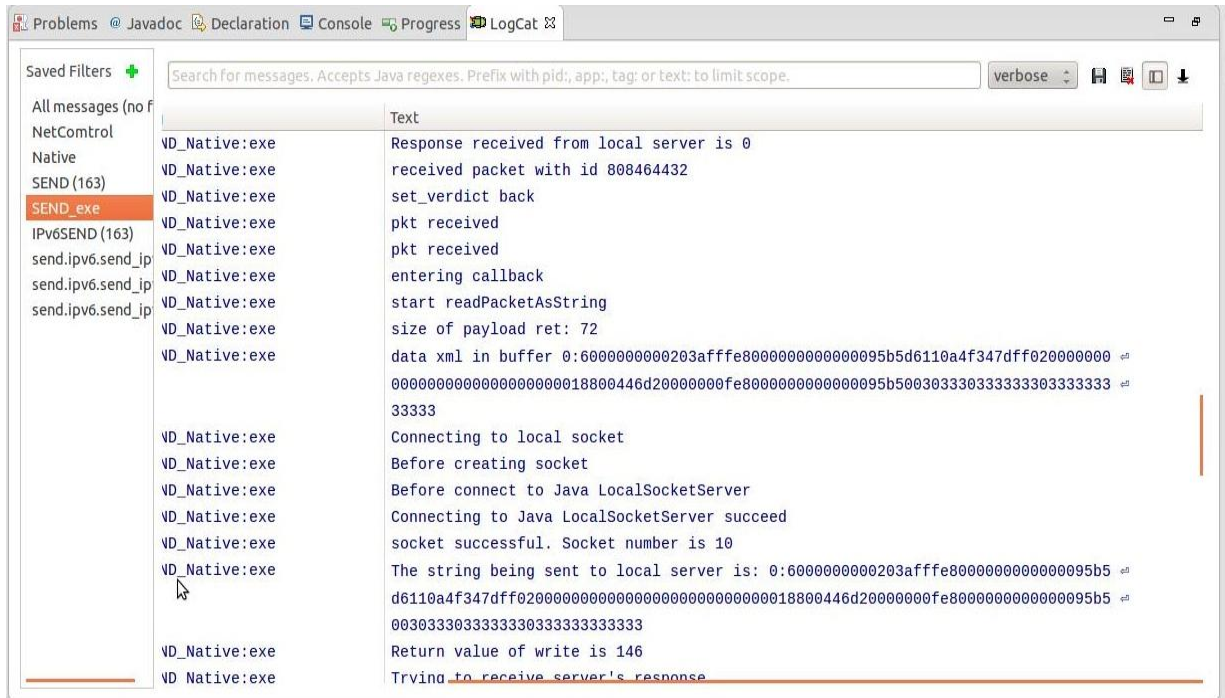 Problems @ Javadoc Declaration Console Progress LogCat
Saved Filters
Search for messages. Accepts Java regexes. Prefix with pid:, app:, tag: or text: to limit scope.
verbose
All messages (no f
NetComtrol
Native
SEND (163)
SEND_exe
IPv6SEND (163)
send.ipv6.send_ip
send.ipv6.send_ip
send.ipv6.send_ip
Text
ND_Native:exe Response received from local server is 0
ND_Native:exe received packet with id 808464432
ND_Native:exe set_verdict back
ND_Native:exe pkt received
ND_Native:exe pkt received
ND_Native:exe entering callback
ND_Native:exe start readPacketAsString
ND_Native:exe size of payload ret: 72
ND_Native:exe data xml in buffer 0:6000000000203afffe8000000000000095b5d6110a4f347dff020000000
000000000000000000000018800446d20000000fe8000000000000095b5003033303333333303333333
33333
ND_Native:exe Connecting to local socket
ND_Native:exe Before creating socket
ND_Native:exe Before connect to Java LocalSocketServer
ND_Native:exe Connecting to Java LocalSocketServer succeed
ND_Native:exe socket successful. Socket number is 10
ND_Native:exe The string being sent to local server is: 0:6000000000203afffe8000000000000095b5
d6110a4f347dff02000000000000000000000000000018800446d20000000fe8000000000000095b5
00303330333333330333333333333
ND_Native:exe Return value of write is 146
ND_Native:exe Trying to receive server's response